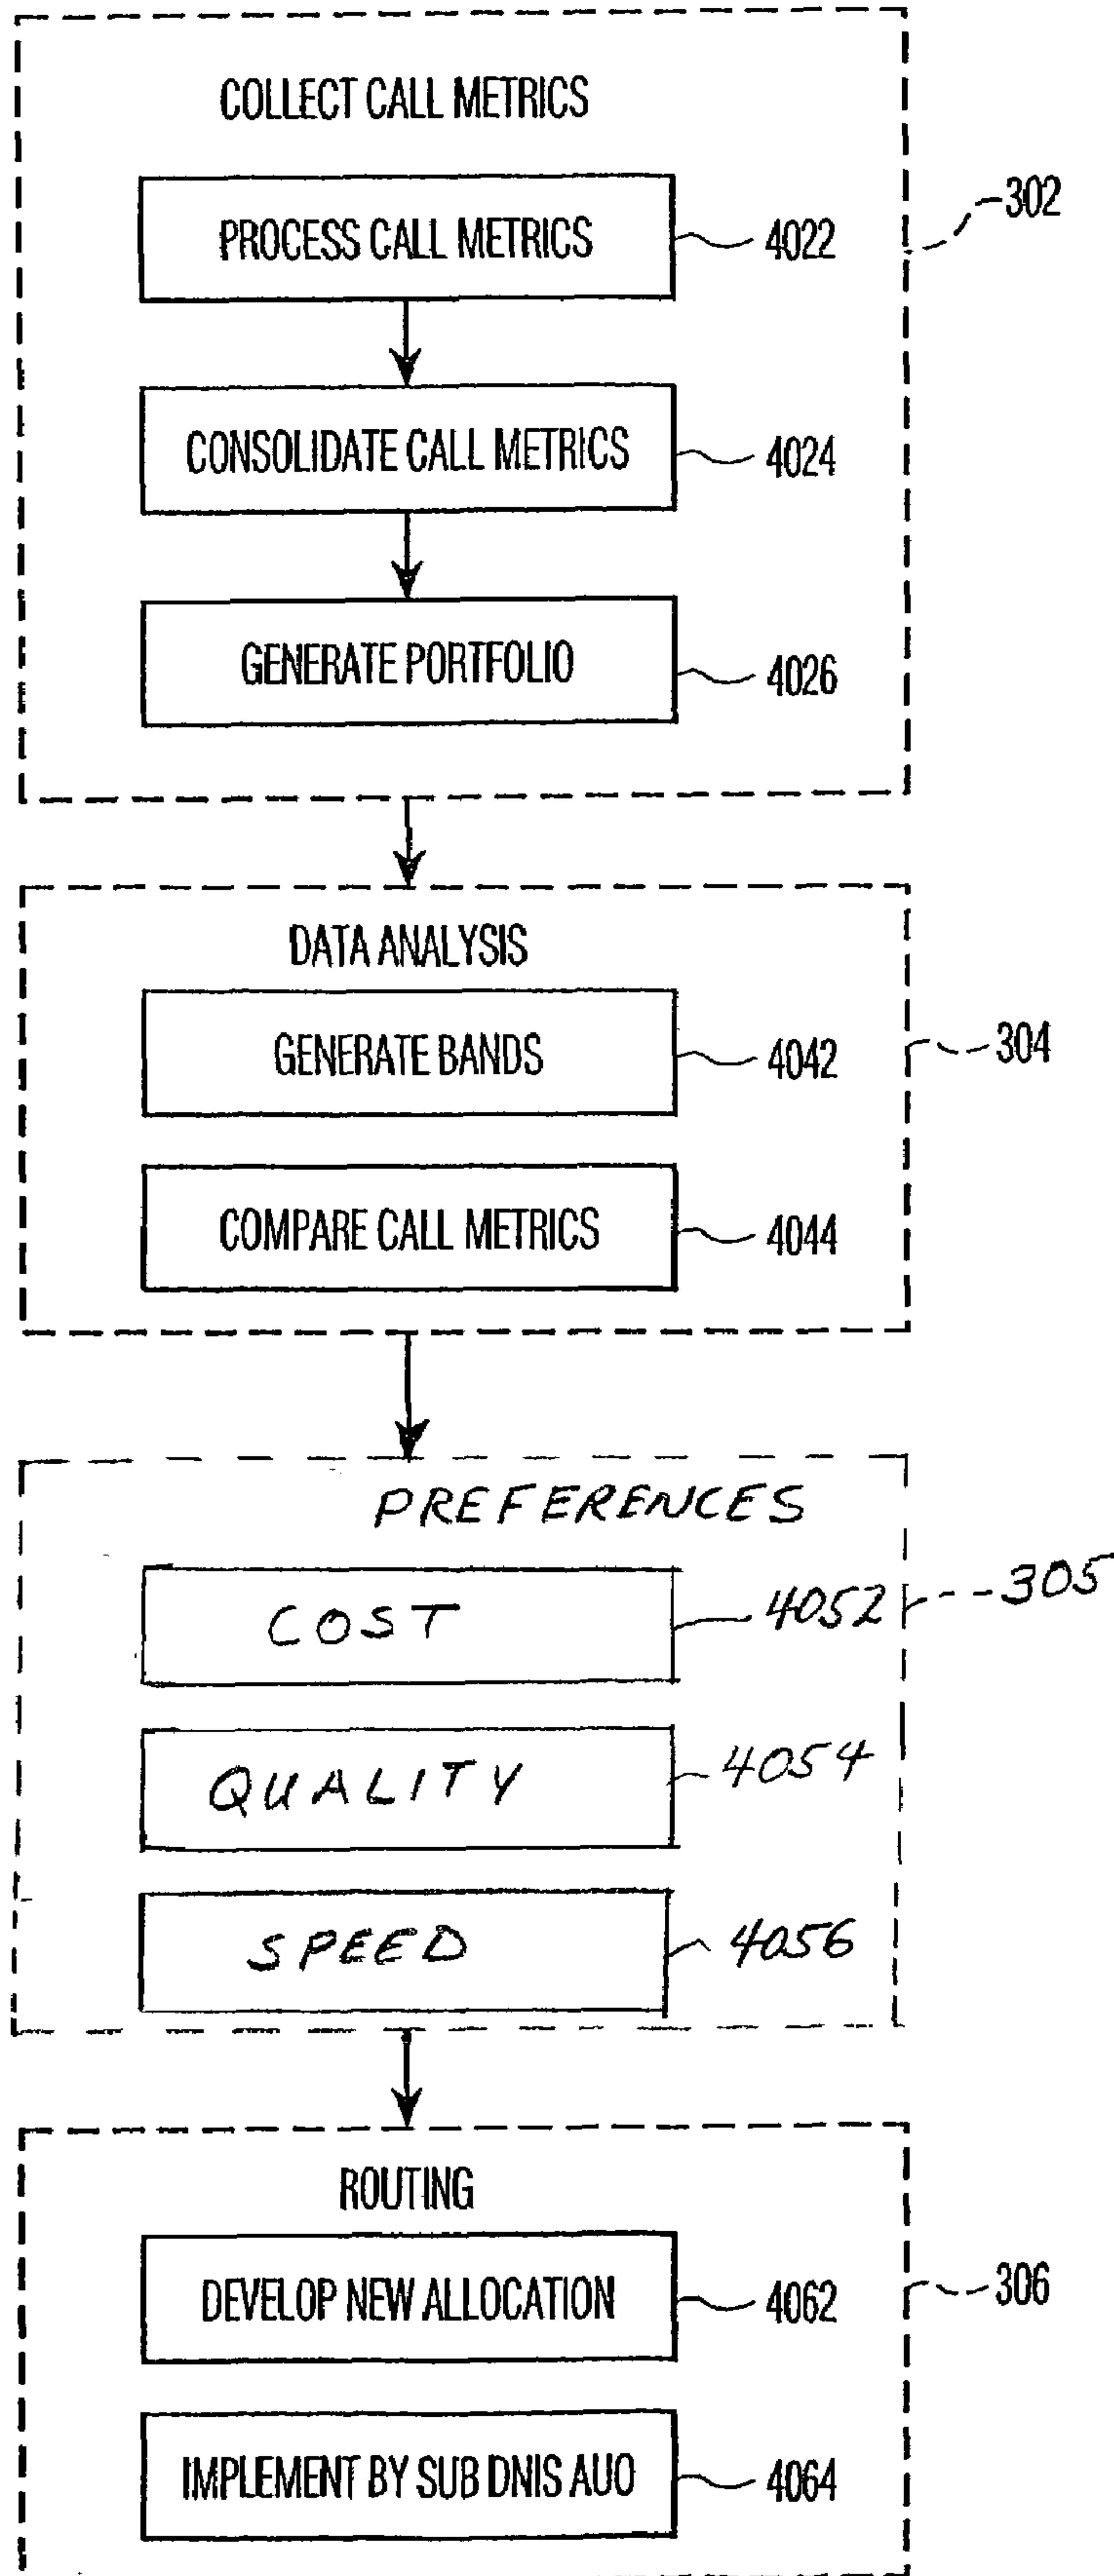 COLLECT CALL METRICS
302
PROCESS CALL METRICS 4022
CONSOLIDATE CALL METRICS 4024
GENERATE PORTFOLIO 4026
DATA ANALYSIS
GENERATE BANDS 4042
304
COMPARE CALL METRICS 4044
PREFERENCES
COST 4052
305
QUALITY 4054
SPEED 4056
ROUTING
DEVELOP NEW ALLOCATION 4062
306
IMPLEMENT BY SUB DNIS AUO 4064